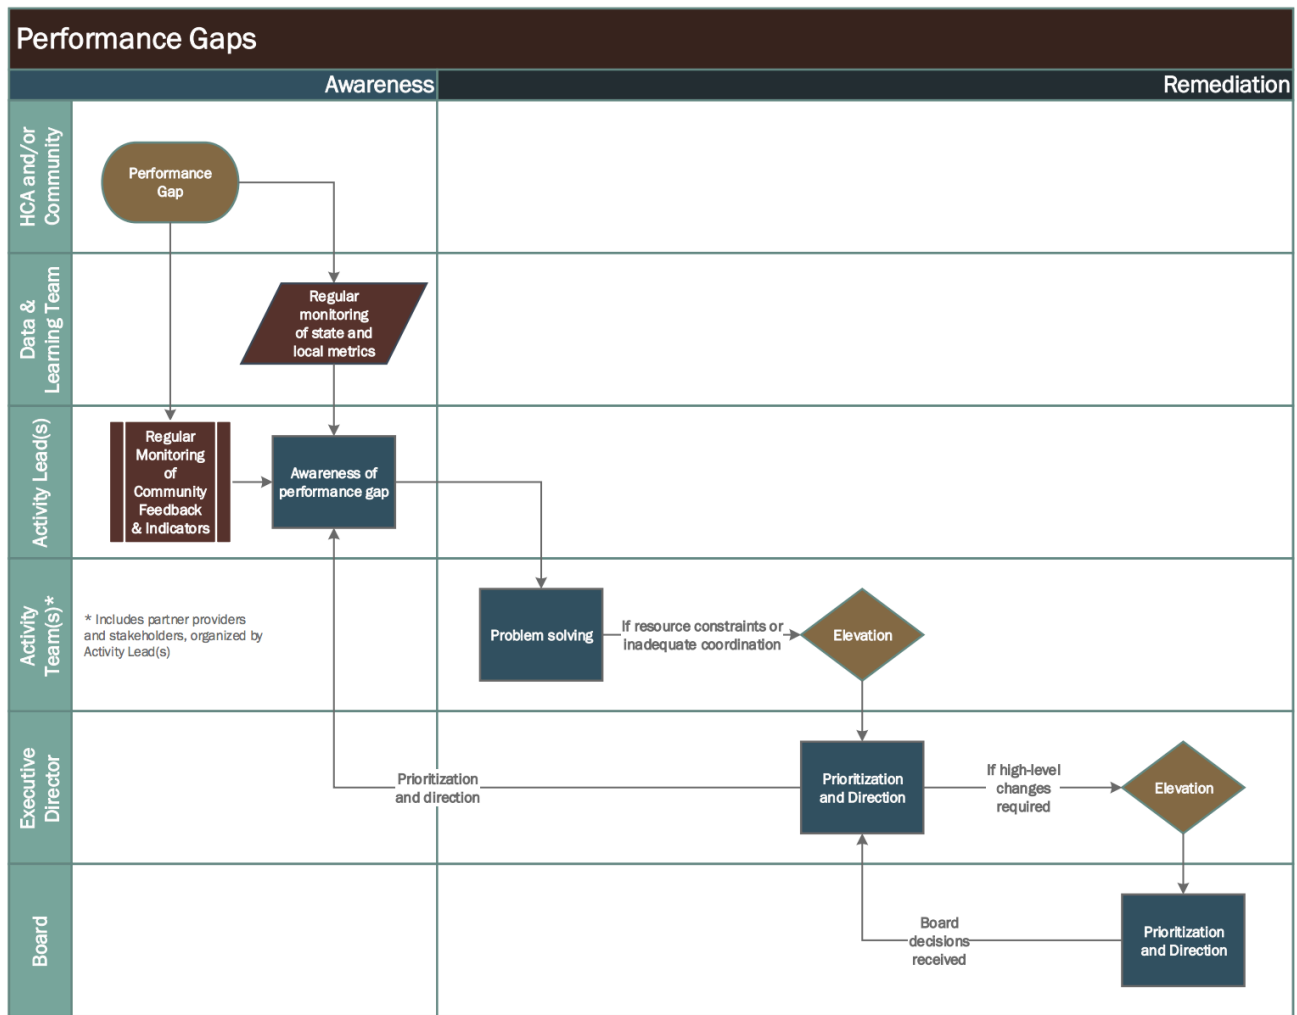 Performance Gaps
Awareness
Remediation
HCA and/or
Community
Performance
Gap
Data &
Learning Team
Regular
monitoring
of state and
local metrics
Activity Lead(s)
Regular
Monitoring
of
Community
Feedback
& Indicators
Awareness of
performance gap
Activity
Team(s)*
* Includes partner providers
and stakeholders, organized by
Activity Lead(s)
Problem solving
If resource constraints or
inadequate coordination
Elevation
Executive
Director
Prioritization
and direction
Prioritization
and Direction
If high-level
changes
required
Elevation
Board
Board
decisions
received
Prioritization
and Direction